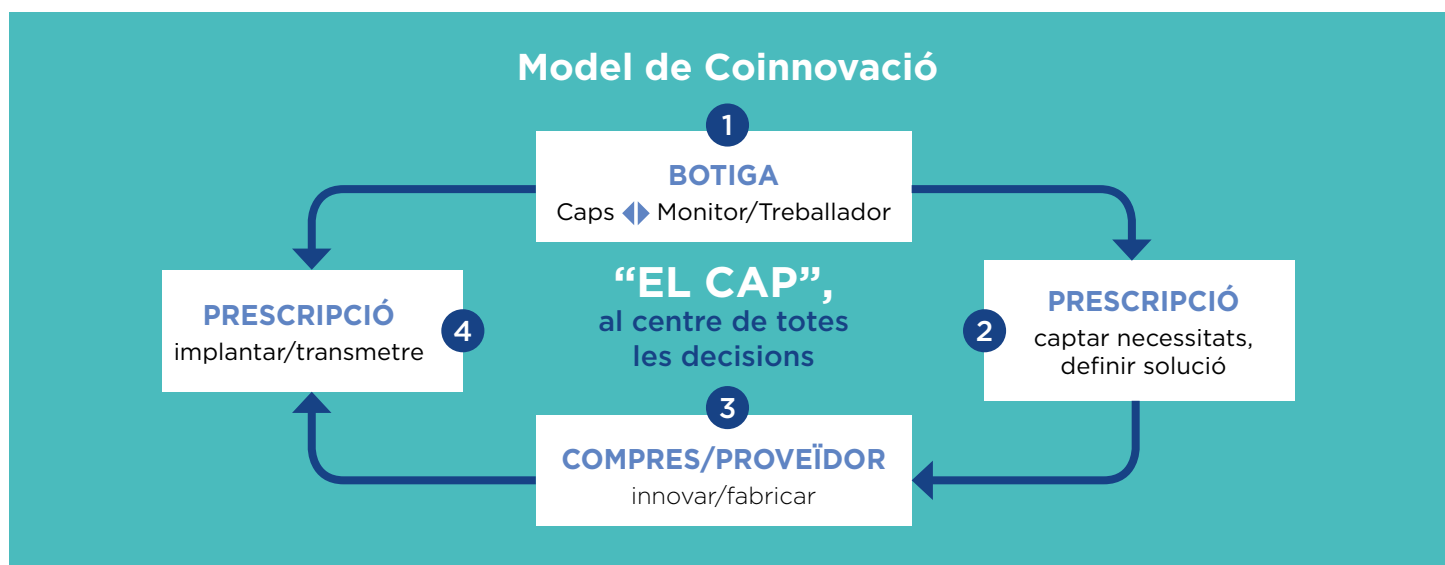 Model de Coinnovació
1
BOTIGA
Caps Monitor/Treballador
“EL CAP”,
al centre de totes
les decisions
PRESCRIPCIÓ
captar necessitats,
definir solució
2
3
COMPRES/PROVEÏDOR
innovar/fabricar
PRESCRIPCIÓ
implantar/transmetre
4